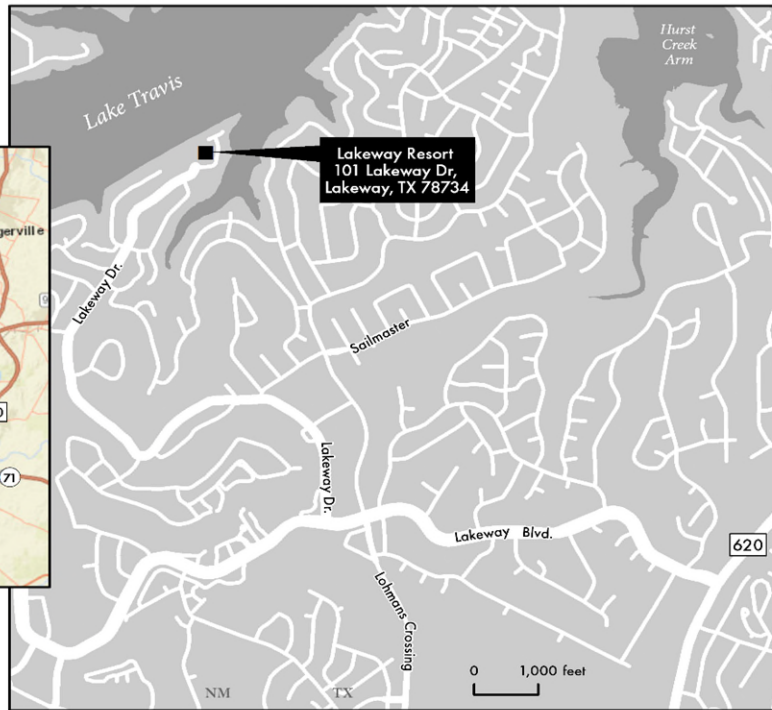 Hurst
Creek
Arm
Lake Travis
Lakeway Resort
101 Lakeway Dr,
Lakeway, TX 78734
gerville
Lakeway Dr.
Sailmaster
71
Lakeway Dr.
Lakeway Blvd.
620
Lohmans Crossing
0 1,000 feet
NM TX